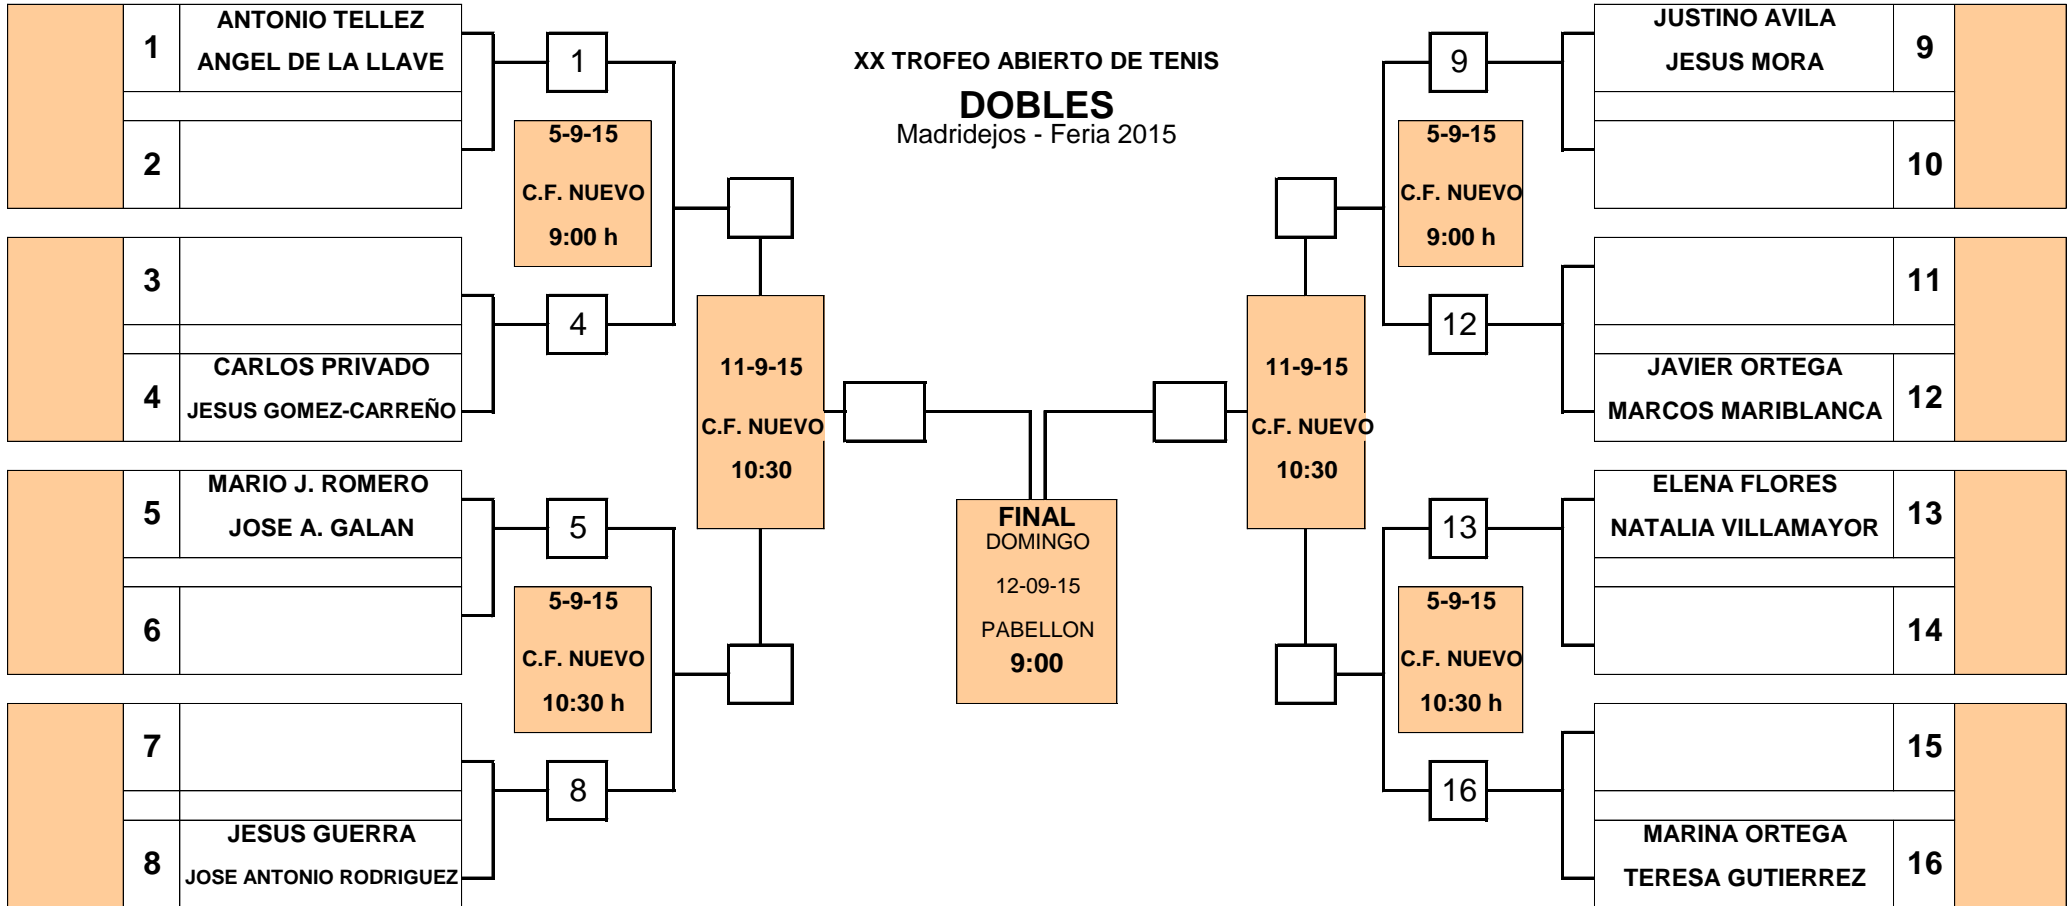 XX TROFEO ABIERTO DE TENIS
DOBLES
Madridejos - Feria 2015
1
ANTONIO TELLEZ
ANGEL DE LA LLAVE
2
3
4
CARLOS PRIVADO
JESUS GOMEZ-CARREÑO
5
MARIO J. ROMERO
JOSE A. GALAN
6
7
8
JESUS GUERRA
JOSE ANTONIO RODRIGUEZ
1
5-9-15
C.F. NUEVO
9:00 h
4
5
5-9-15
C.F. NUEVO
10:30 h
8
11-9-15
C.F. NUEVO
10:30
FINAL
DOMINGO
12-09-15
PABELLON
9:00
11-9-15
C.F. NUEVO
10:30
9
5-9-15
C.F. NUEVO
9:00 h
12
13
5-9-15
C.F. NUEVO
10:30 h
16
JUSTINO AVILA
JESUS MORA
9
10
11
JAVIER ORTEGA
MARCOS MARIBLANCA
12
ELENA FLORES
NATALIA VILLAMAYOR
13
14
15
MARINA ORTEGA
TERESA GUTIERREZ
16